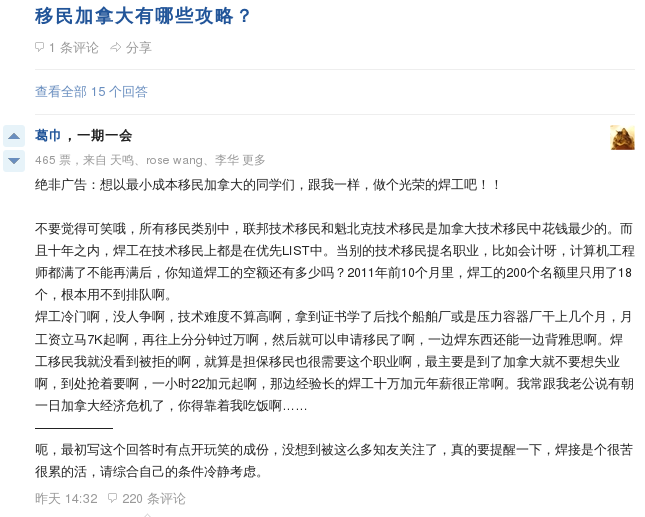 移民加拿大有哪些攻略？
1 条评论 分享
查看全部 15 个回答
葛巾，一期一会
465 票，来自 天鸣、rose wang、李华 更多
绝非广告：想以最小成本移民加拿大的同学们，跟我一样，做个光荣的焊工吧！！
不要觉得可笑哦，所有移民类别中，联邦技术移民和魁北克技术移民是加拿大技术移民中花钱最少的。而
且十年之内，焊工在技术移民上都是在优先LIST中。当别的技术移民提名职业，比如会计呀，计算机工程
师都满了不能再满后，你知道焊工的空额还有多少吗？2011年前10个月里，焊工的200个名额里只用了18
个，根本用不到排队啊。
焊工冷门啊，没人争啊，技术难度不算高啊，拿到证书学了后找个船舶厂或是压力容器厂干上几个月，月
工资立马7K起啊，再往上分分钟过万啊，然后就可以申请移民了啊，一边焊东西还能一边背雅思啊。焊
工移民我就没看到被拒的啊，就算是担保移民也很需要这个职业啊，最主要是到了加拿大就不要想失业
啊，到处抢着要啊，一小时22加元起啊，那边经验长的焊工十万加元年薪很正常啊。我常跟我老公说有朝
一日加拿大经济危机了，你得靠着我吃饭啊……
呃，最初写这个回答时有点开玩笑的成份，没想到被这么多知友关注了，真的要提醒一下，焊接是个很苦
很累的活，请综合自己的条件冷静考虑。
昨天 14:32 220 条评论